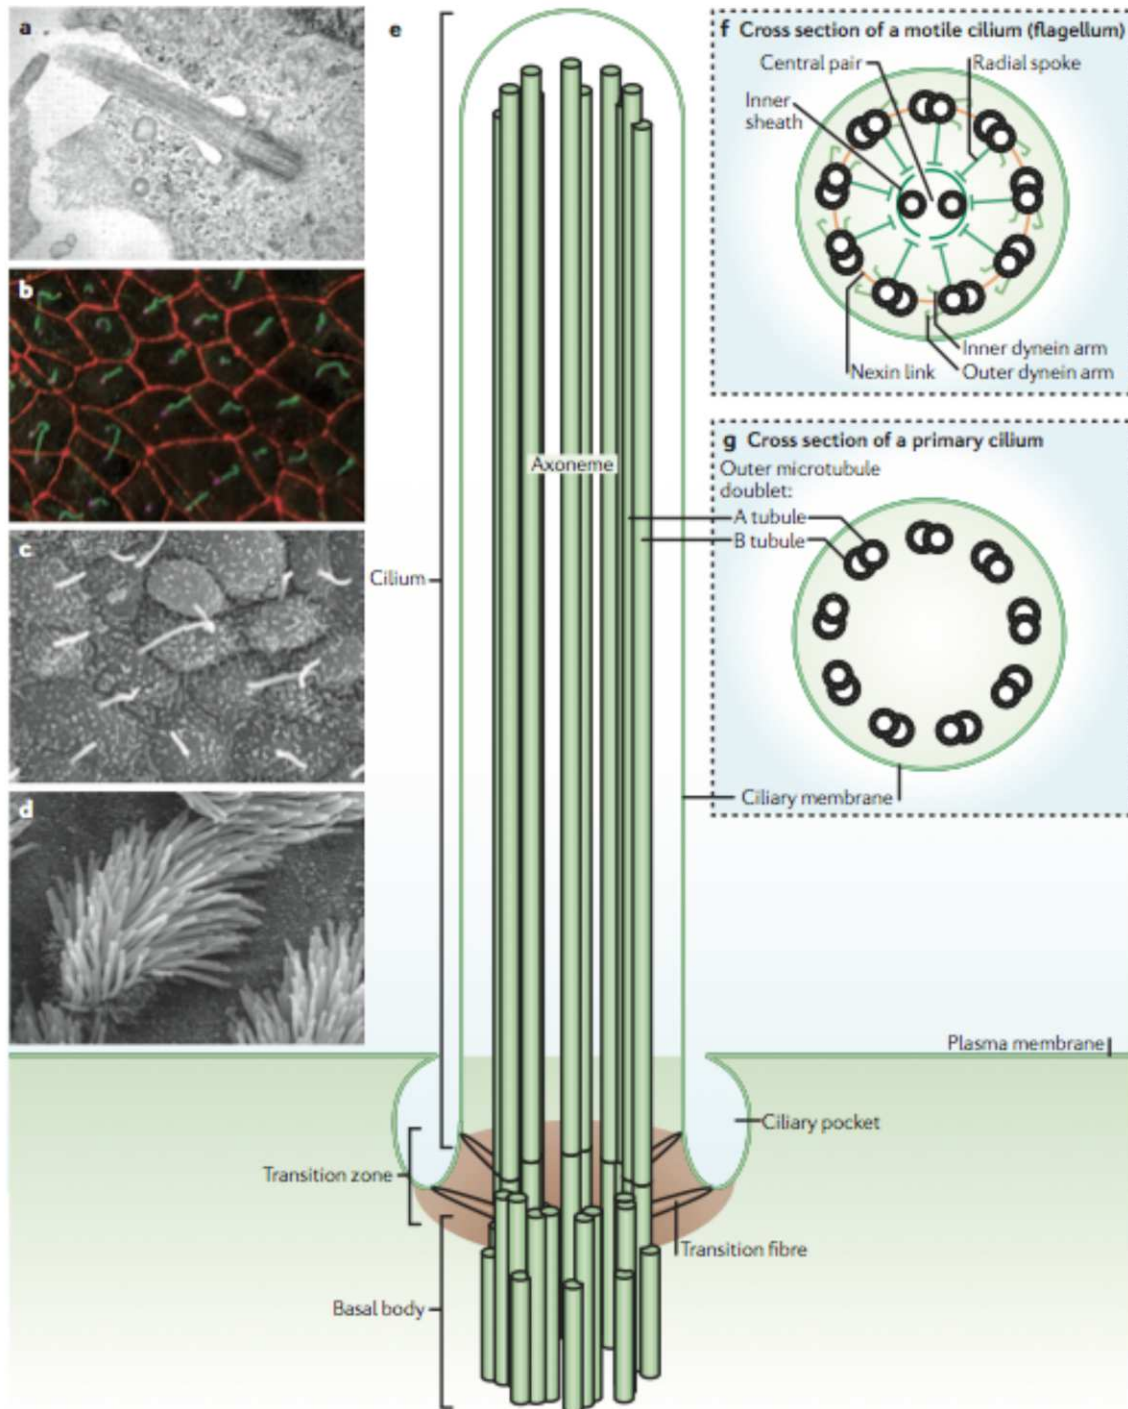 a
b
c
d
e
Cilium
Axoneme
Transition zone
Basal body
Transition fibre
Ciliary pocket
Plasma membrane
f Cross section of a motile cilium (flagellum)
Central pair
Radial spoke
Inner
sheath
Inner dynein arm
Nexin link
Outer dynein arm
g Cross section of a primary cilium
Outer microtubule
doublet:
A tubule
B tubule
Ciliary membrane